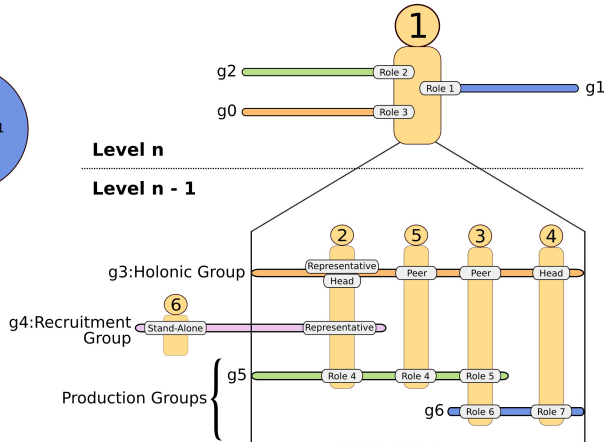 1
g2
Role 2
Role 1
g1
1
g0
Role 3
Level n
Level n - 1
2
5
3
4
g3:Holonic Group
Representative
Head
Peer
Peer
Head
6
g4:Recruitment
Group
Stand-Alone
Representative
g5
Role 4
Role 4
Role 5
Production Groups
g6
Role 6
Role 7